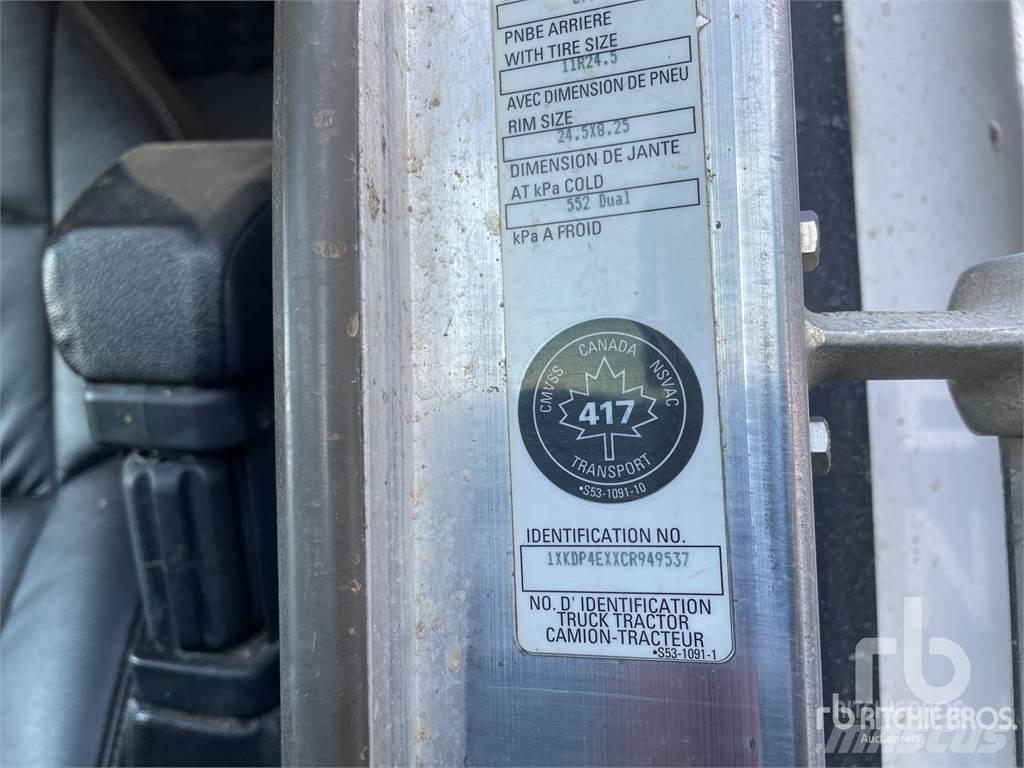 PNBE ARRIERE
WITH TIRE SIZE
11R24.5
AVEC DIMENSION DE PNEU
RIM SIZE
24.5X8.25
DIMENSION DE JANTE
AT kPa COLD
552 Dual
kPa A FROID
CANADA
CMVSS
NSVAC
417
TRANSPORT
•S53-1091-10
IDENTIFICATION NO.
1XKDP4EXXCR949537
NO. D' IDENTIFICATION
TRUCK TRACTOR
CAMION-TRACTEUR
•S53-1091-1
rb
rb RITCHIE BROS.
Auctioneers